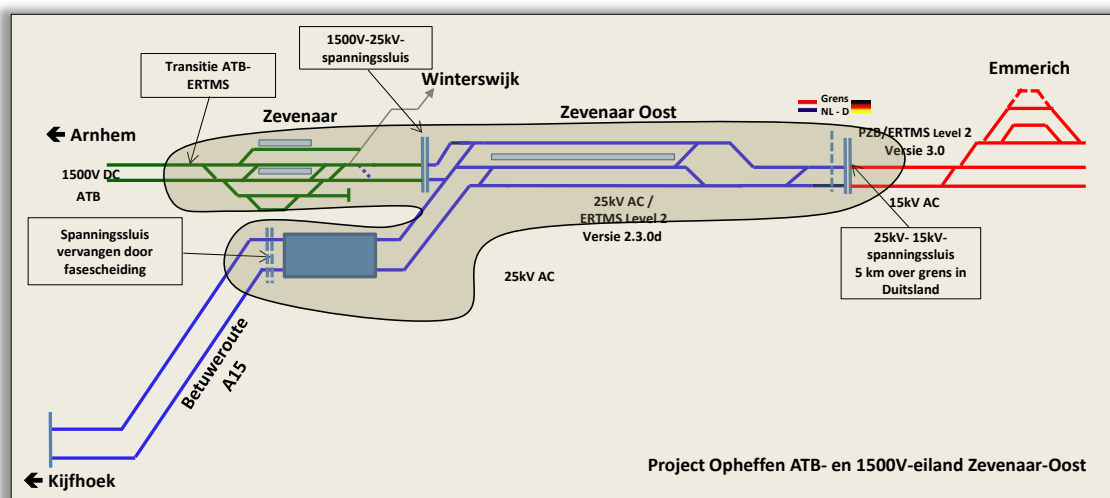 1500V-25kV-
spanningssluis
Transitie ATB-
ERTMS
Winterswijk
Emmerich
Zevenaar
Zevenaar Oost
Grens
NL - D
🡰 Arnhem
PZB/ERTMS Level 2
Versie 3.0
1500V DC
ATB
25kV AC /
ERTMS Level 2
Versie 2.3.0d
15kV AC
Spanningssluis
vervangen door
fasescheiding
25kV- 15kV-
spanningssluis
5 km over grens in
Duitsland
25kV AC
Betuweroute
A15
Project Opheffen ATB- en 1500V-eiland Zevenaar-Oost
🡰 Kijfhoek